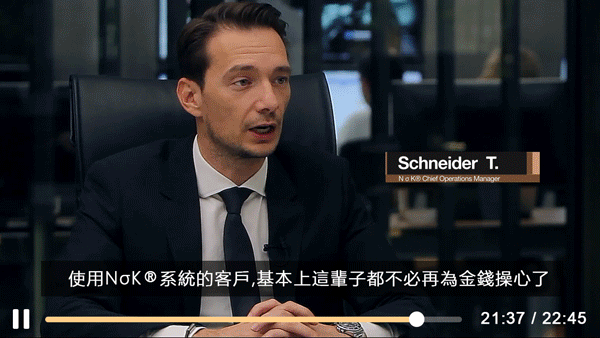 Schneider T.
NσK® Chief Operations Manager
使用NσK®系統的客戶,基本上這輩子都不必再為金錢操心了
21:37 / 22:45